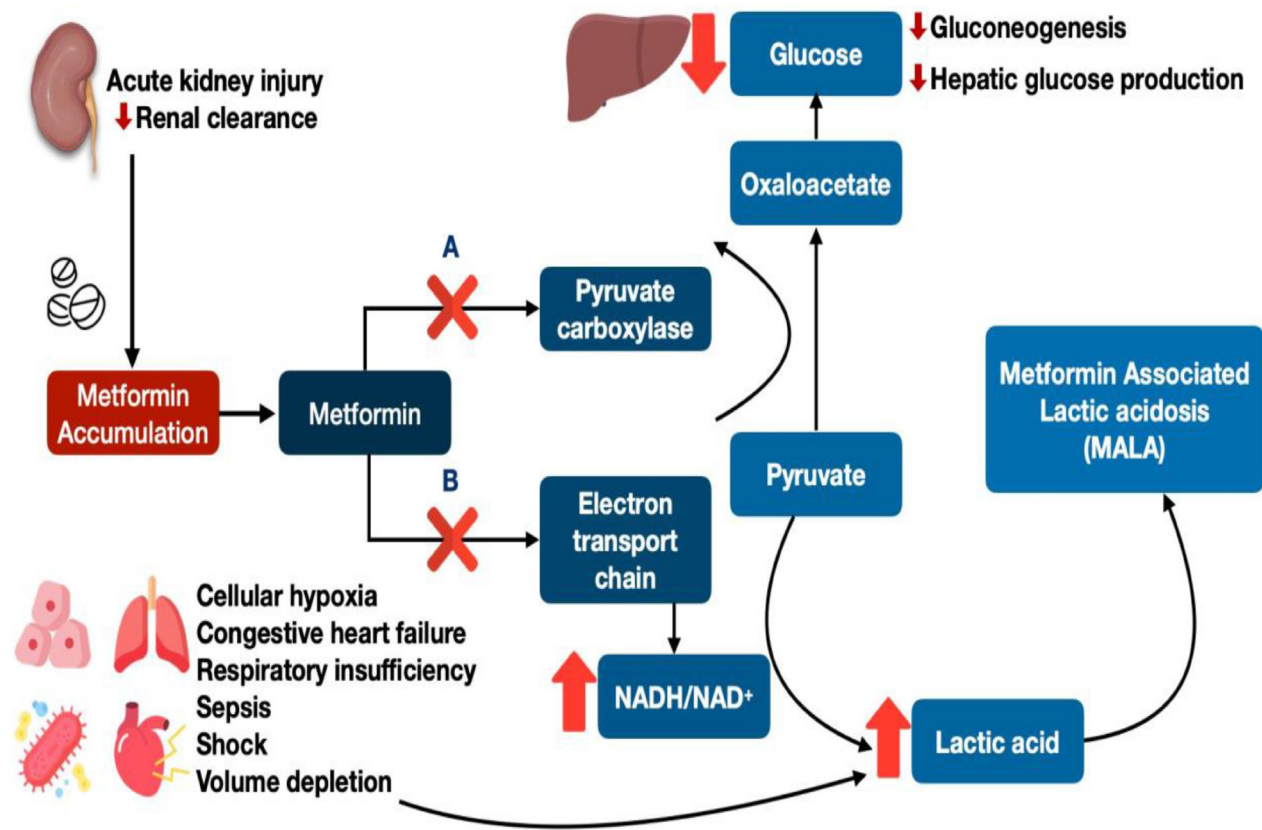 Acute kidney injury
Renal clearance
Glucose
Gluconeogenesis
Hepatic glucose production
Oxaloacetate
A
Pyruvate
carboxylase
Metformin
Accumulation
Metformin
Metformin Associated
Lactic acidosis
(MALA)
Pyruvate
B
Electron
transport
chain
Cellular hypoxia
Congestive heart failure
Respiratory insufficiency
Sepsis
Shock
Volume depletion
NADH/NAD⁺
Lactic acid